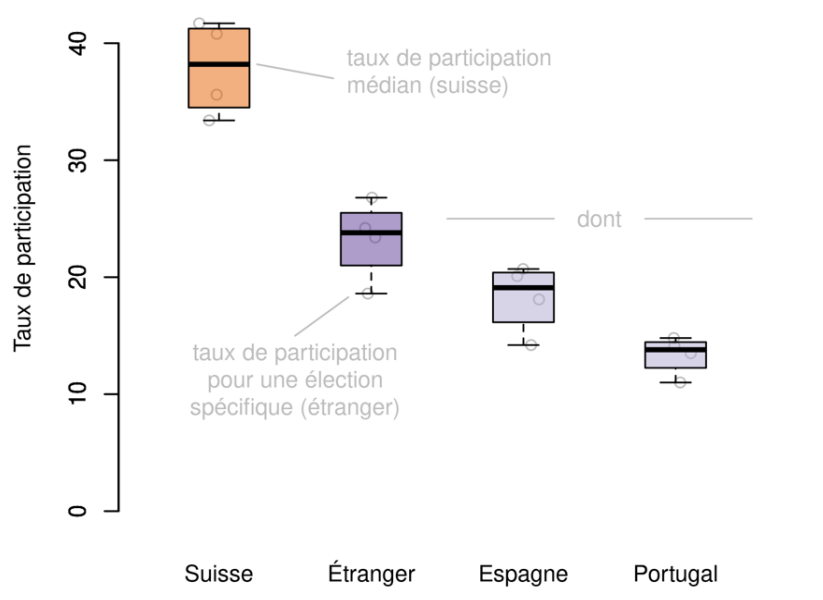 40
taux de participation
médian (suisse)
30
Taux de participation
dont
20
taux de participation
pour une élection
spécifique (étranger)
10
0
Suisse Étranger Espagne Portugal